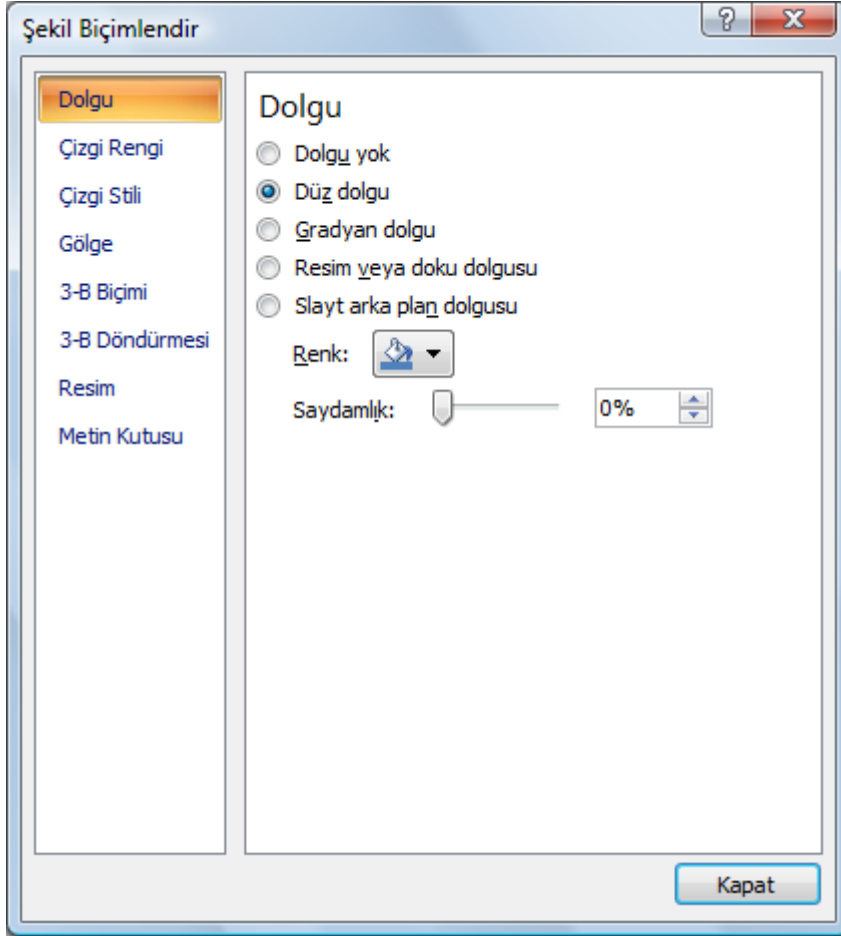 Şekil Biçimlendir
Dolgu
Çizgi Rengi
Çizgi Stili
Gölge
3-B Biçimi
3-B Döndürmesi
Resim
Metin Kutusu
Dolgu
Dolgu yok
Düz dolgu
Gradyan dolgu
Resim veya doku dolgusu
Slayt arka plan dolgusu
Renk:
Saydamlık: 0%
Kapat